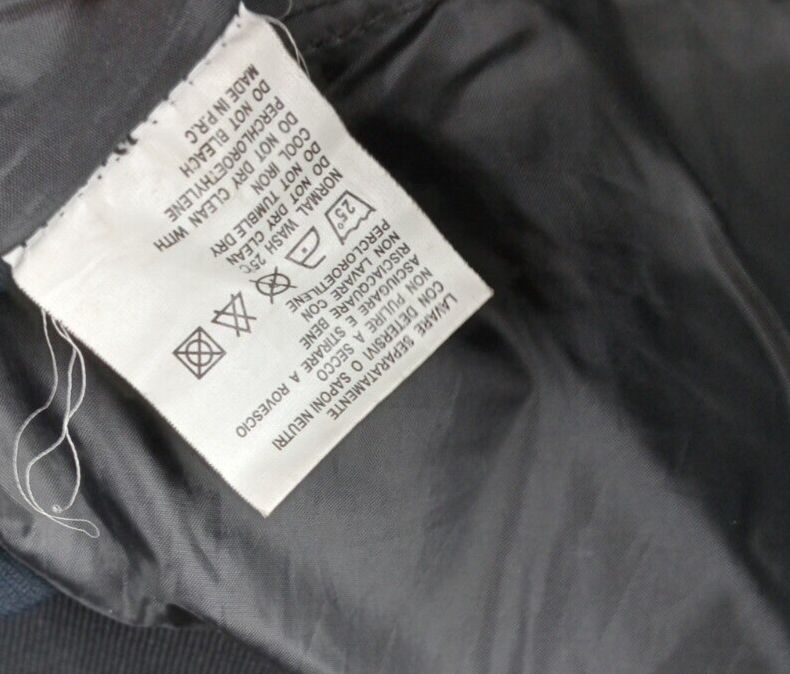 LAVARE SEPARATAMENTE
CON DETERSIVI O SAPONI NEUTRI
NON PULIRE A SECCO
ASCIUGARE E STIRARE A ROVESCIO
RISCIACQUARE BENE
NON LAVARE CON
PERCLOROETILENE
25°
NORMAL WASH 25C
DO NOT DRY CLEAN
DO NOT TUMBLE DRY
COOL IRON
DO NOT DRY CLEAN WITH
PERCHLOROETHYLENE
DO NOT BLEACH
MADE IN P.R.C